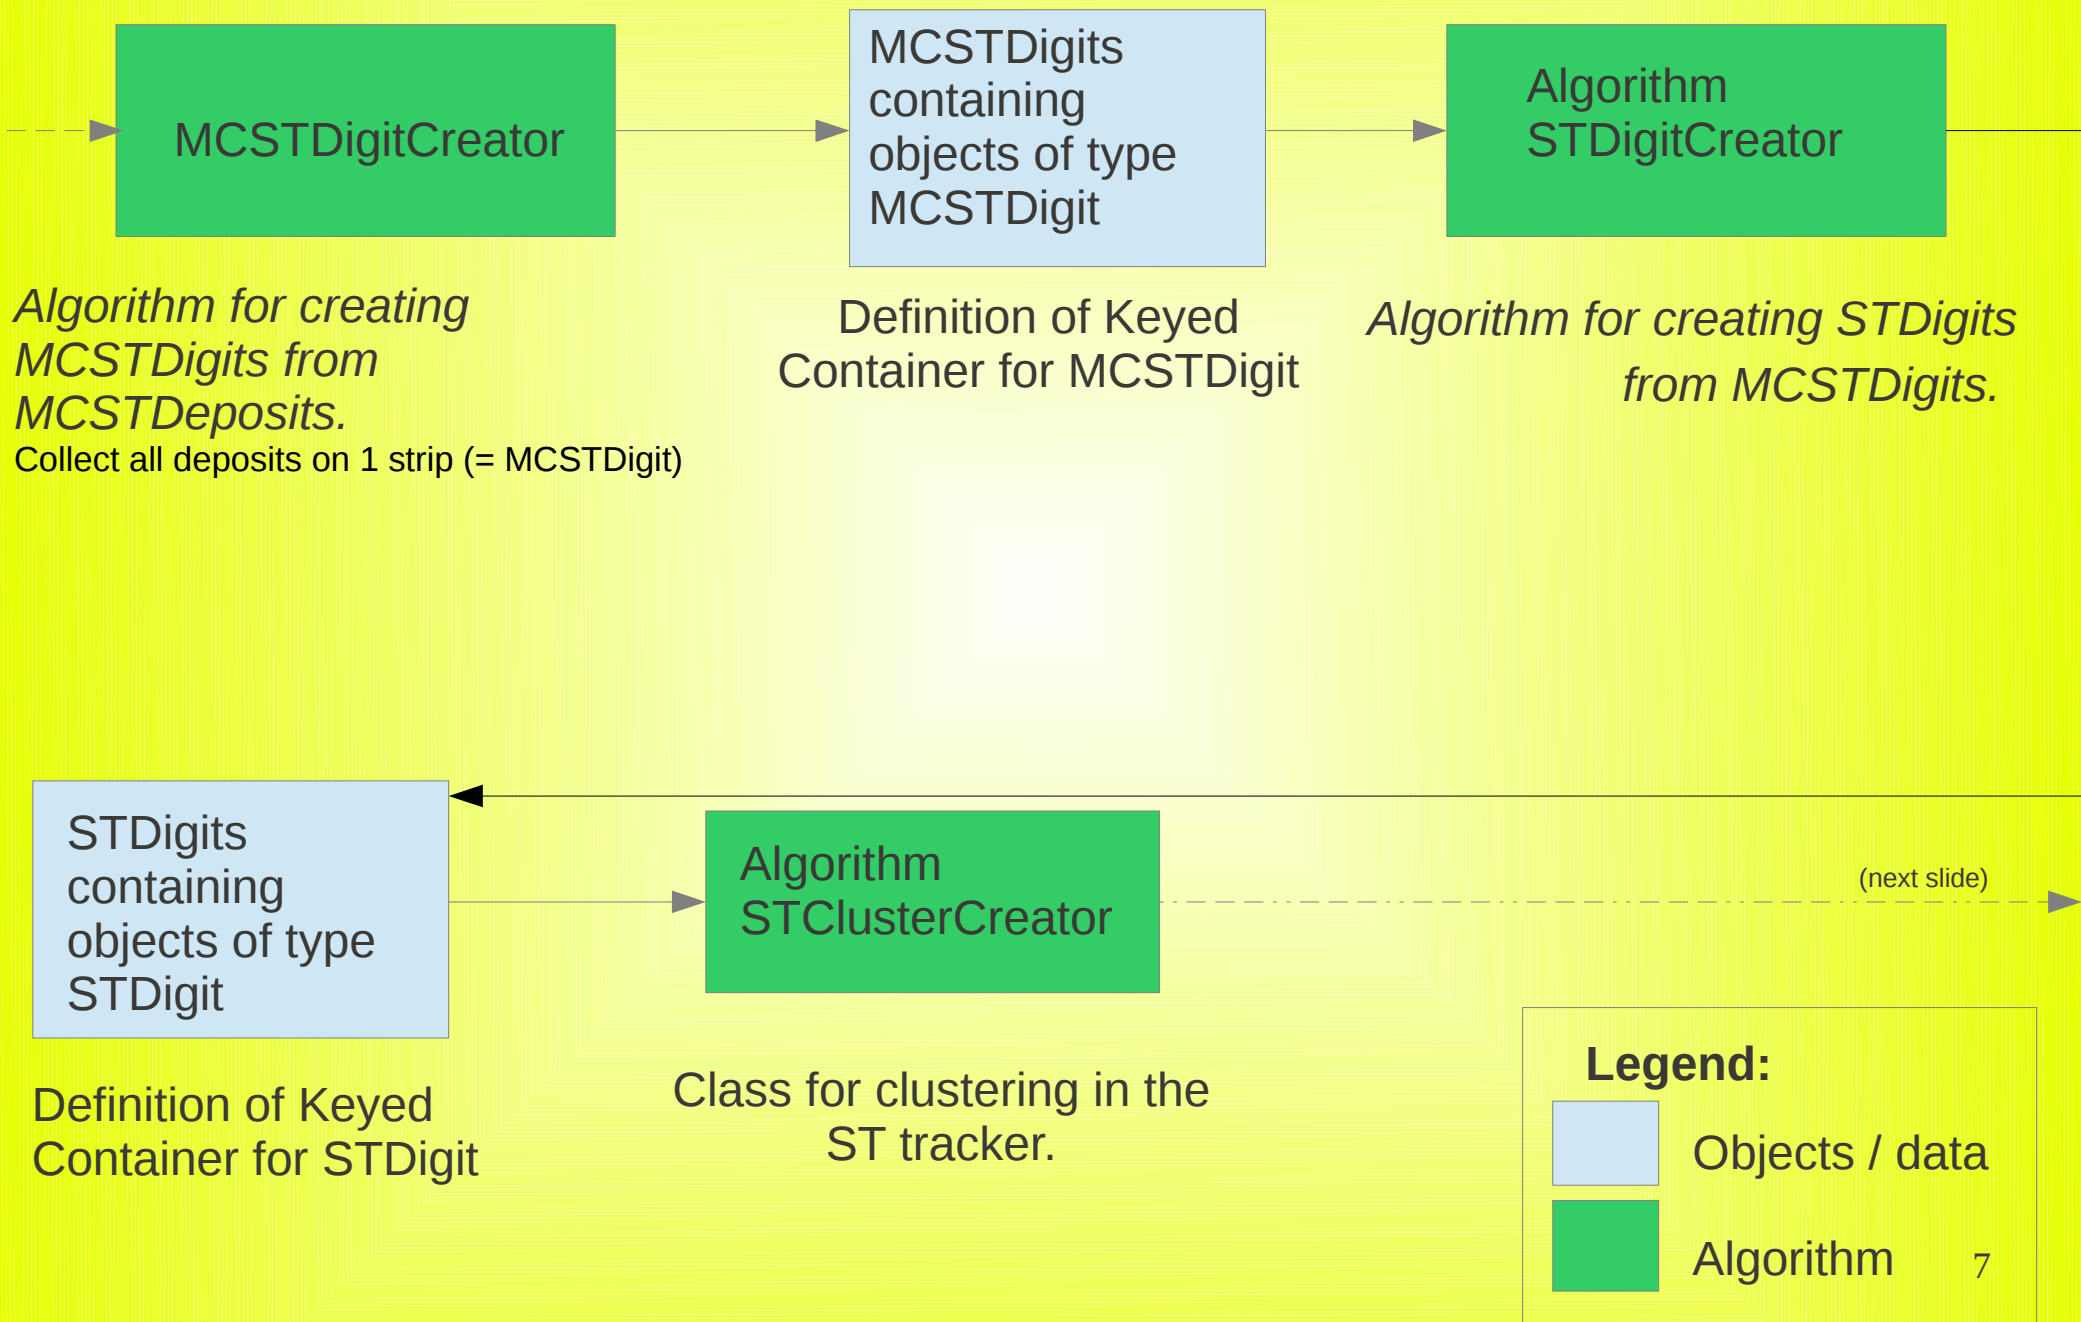 MCSTDigitCreator
MCSTDigits
containing
objects of type
MCSTDigit
Algorithm
STDigitCreator
Algorithm for creating
MCSTDigits from
MCSTDeposits.
Collect all deposits on 1 strip (= MCSTDigit)
Definition of Keyed
Container for MCSTDigit
Algorithm for creating STDigits
from MCSTDigits.
STDigits
containing
objects of type
STDigit
Algorithm
STClusterCreator
(next slide)
Definition of Keyed
Container for STDigit
Class for clustering in the
ST tracker.
Legend:
Objects / data
Algorithm
7